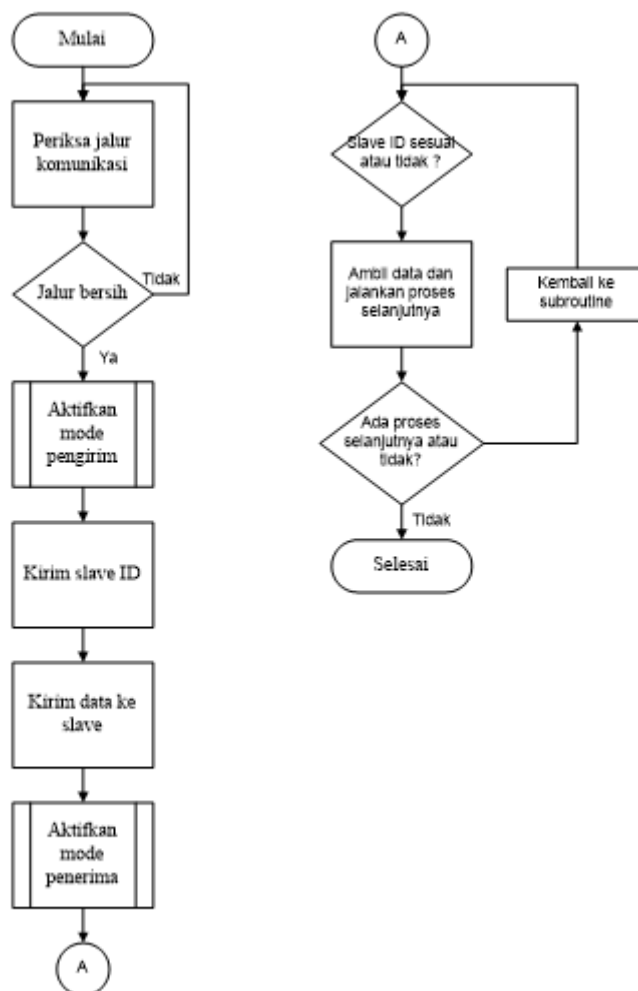 Mulai
Periksa jalur
komunikasi
Jalur bersih
Tidak
Ya
Aktifkan
mode
pengirim
Kirim slave ID
Kirim data ke
slave
Aktifkan
mode
penerima
A
A
Slave ID sesuai
atau tidak ?
Ambil data dan
jalankan proses
selanjutnya
Kembali ke
subroutine
Ada proses
selanjutnya atau
tidak?
Tidak
Selesai